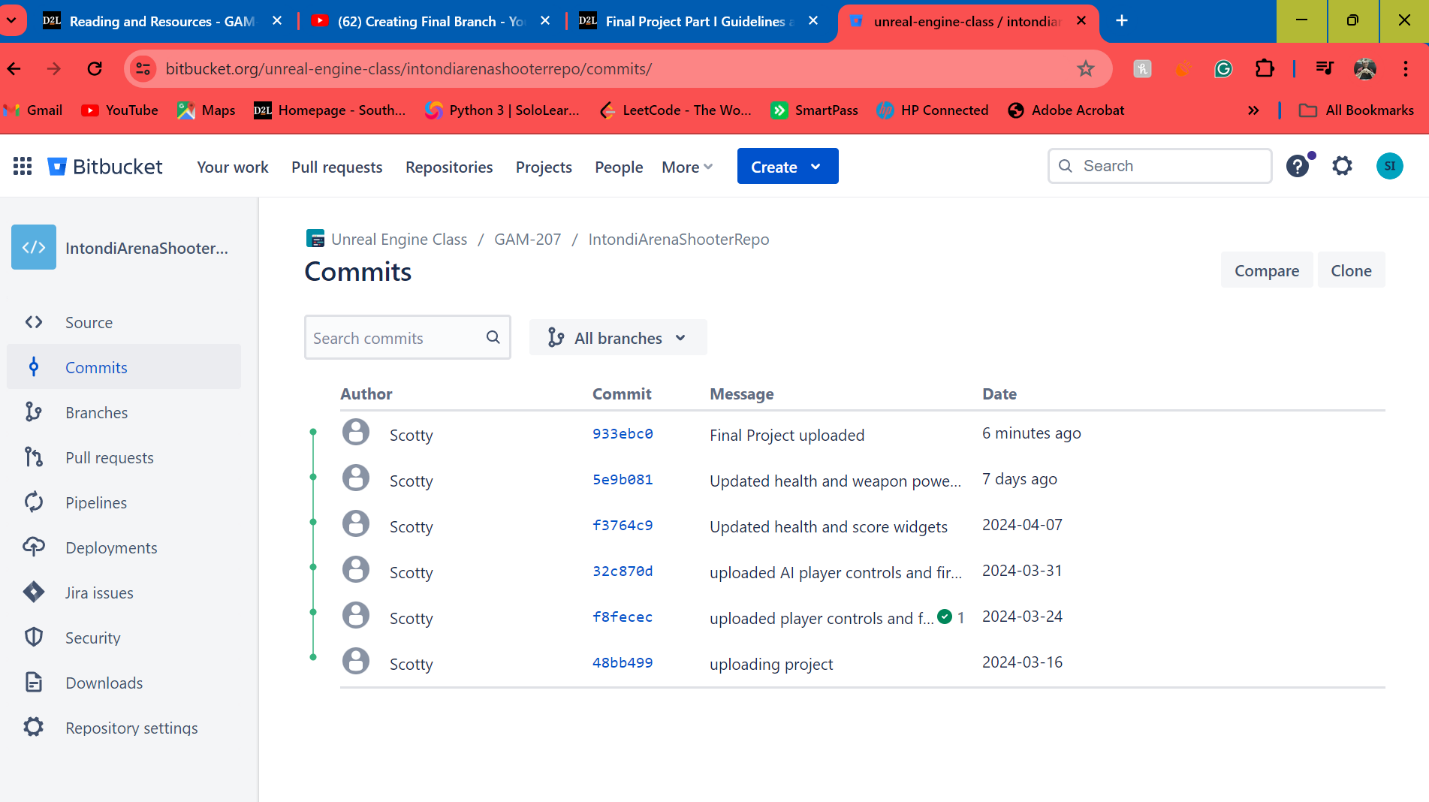 D2L Reading and Resources - GAM
(62) Creating Final Branch - Yo
D2L Final Project Part I Guidelines a
unreal-engine-class / intondiar
bitbucket.org/unreal-engine-class/intondiarenashooterrepo/commits/
Gmail
YouTube
Maps
D2L Homepage - South...
Python 3 | SoloLear...
LeetCode - The Wo...
SmartPass
HP Connected
Adobe Acrobat
»
All Bookmarks
Bitbucket
Your work
Pull requests
Repositories
Projects
People
More
Create
Search
SI
IntondiArenaShooter...
Source
Commits
Branches
Pull requests
Pipelines
Deployments
Jira issues
Security
Downloads
Repository settings
Unreal Engine Class / GAM-207 / IntondiArenaShooterRepo
Commits
Compare
Clone
Search commits
All branches
Author Commit Message Date
Scotty 933ebc0 Final Project uploaded 6 minutes ago
Scotty 5e9b081 Updated health and weapon powe... 7 days ago
Scotty f3764c9 Updated health and score widgets 2024-04-07
Scotty 32c870d uploaded AI player controls and fir... 2024-03-31
Scotty f8fecec uploaded player controls and f... 1 2024-03-24
Scotty 48bb499 uploading project 2024-03-16